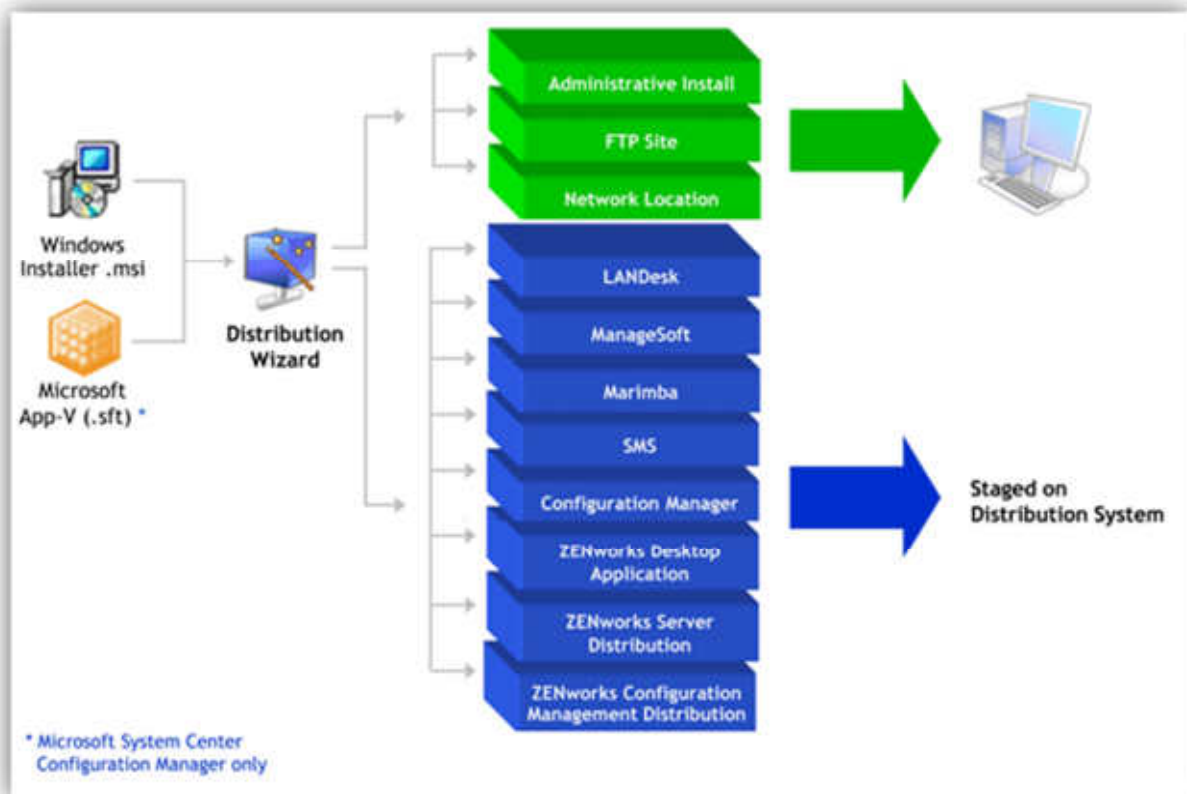 Windows
Installer .msi
Microsoft
App-V (.sft) *
Distribution
Wizard
Administrative Install
FTP Site
Network Location
LANDesk
ManageSoft
Marimba
SMS
Configuration Manager
ZENworks Desktop
Application
ZENworks Server
Distribution
ZENworks Configuration
Management Distribution
Staged on
Distribution System
* Microsoft System Center
Configuration Manager only